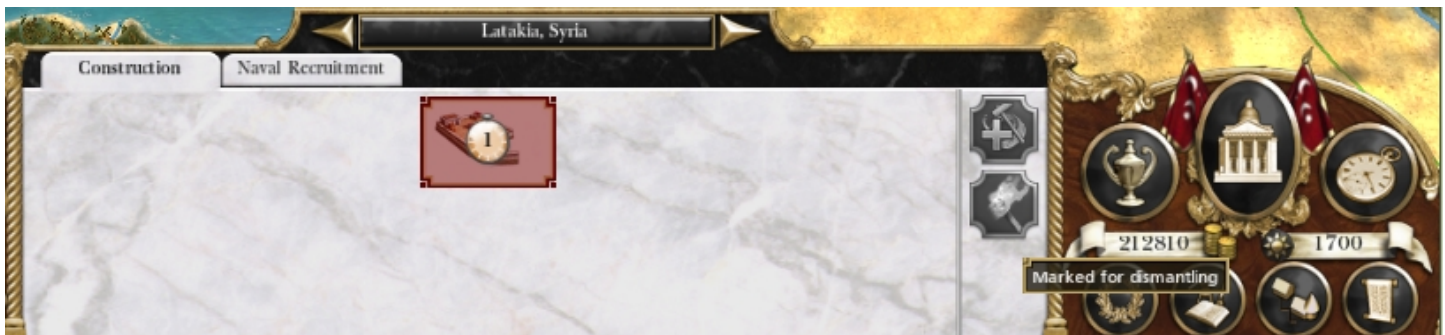 Latakia, Syria
Construction
Naval Recruitment
1
212810
1700
Marked for dismantling